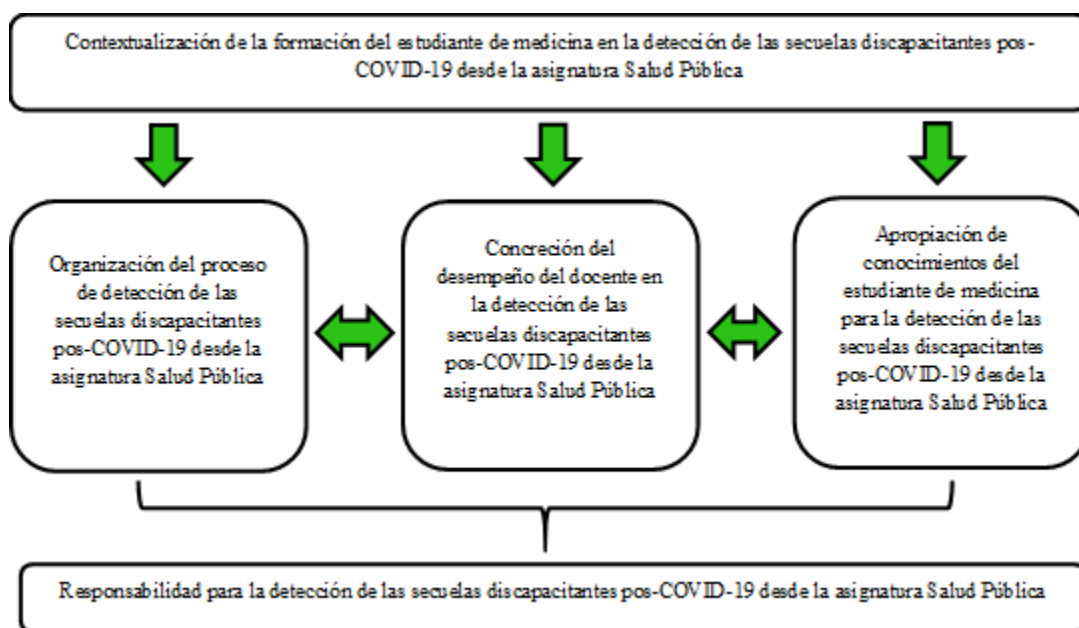 Contextualización de la formación del estudiante de medicina en la detección de las secuelas discapacitantes pos-
COVID-19 desde la asignatura Salud Pública
Organización del proceso
de detección de las
secuelas discapacitantes
pos-COVID-19 desde la
asignatura Salud Pública
Concreción del
desempeño del docente en
la detección de las
secuelas discapacitantes
pos-COVID-19 desde la
asignatura Salud Pública
Apropiación de
conocimientos del
estudiante de medicina
para la detección de las
secuelas discapacitantes
pos-COVID-19 desde la
asignatura Salud Pública
Responsabilidad para la detección de las secuelas discapacitantes pos-COVID-19 desde la asignatura Salud Pública